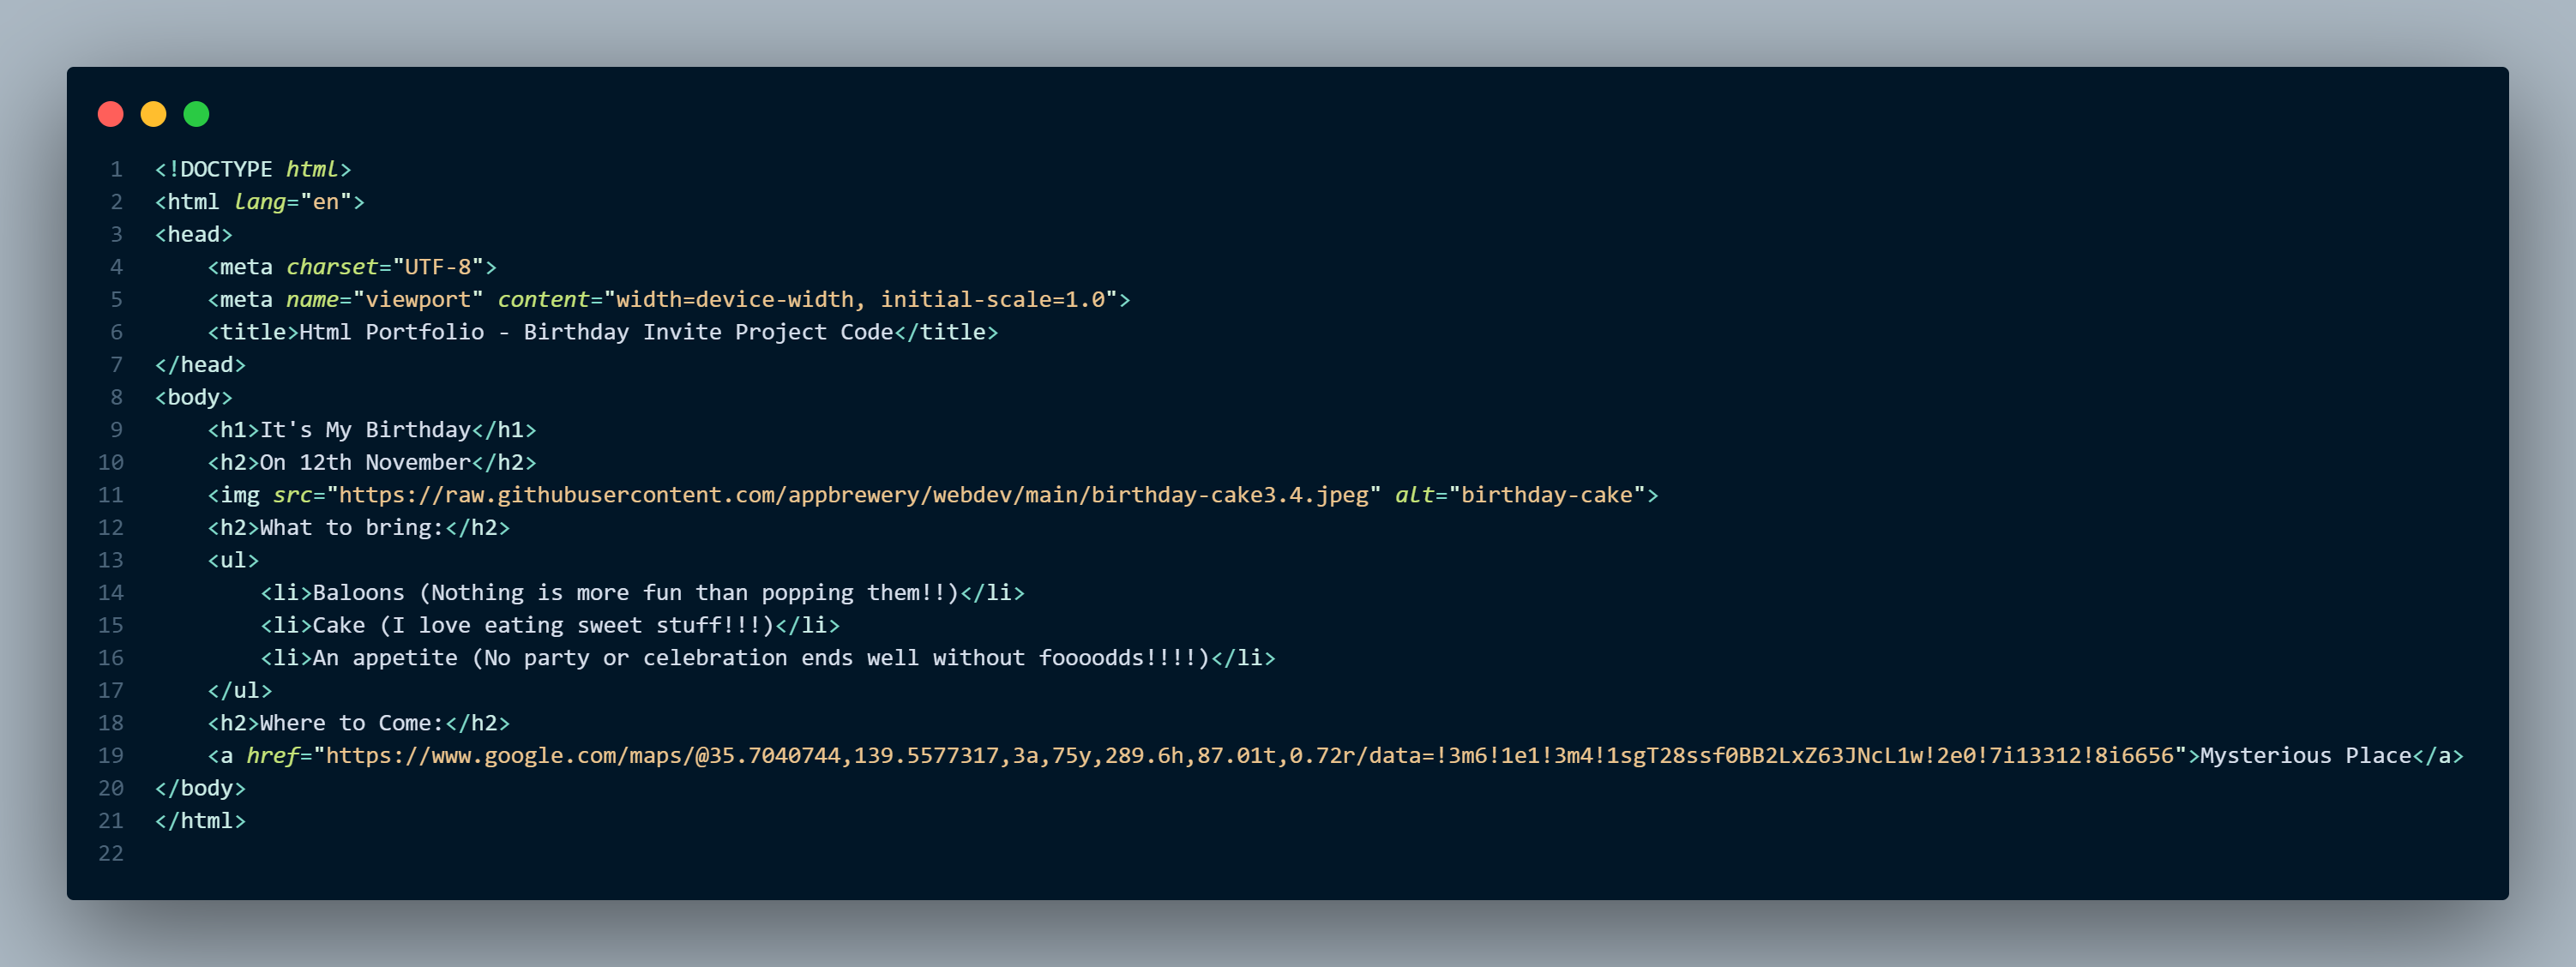 1 <!DOCTYPE html>
2 <html lang="en">
3 <head>
4     <meta charset="UTF-8">
5     <meta name="viewport" content="width=device-width, initial-scale=1.0">
6     <title>Html Portfolio - Birthday Invite Project Code</title>
7 </head>
8 <body>
9     <h1>It's My Birthday</h1>
10     <h2>On 12th November</h2>
11     <img src="https://raw.githubusercontent.com/appbrewery/webdev/main/birthday-cake3.4.jpeg" alt="birthday-cake">
12     <h2>What to bring:</h2>
13     <ul>
14         <li>Baloons (Nothing is more fun than popping them!!)</li>
15         <li>Cake (I love eating sweet stuff!!!)</li>
16         <li>An appetite (No party or celebration ends well without foooodds!!!!)</li>
17     </ul>
18     <h2>Where to Come:</h2>
19     <a href="https://www.google.com/maps/@35.7040744,139.5577317,3a,75y,289.6h,87.01t,0.72r/data=!3m6!1e1!3m4!1sgT28ssf0BB2LxZ63JNcL1w!2e0!7i13312!8i6656">Mysterious Place</a>
20 </body>
21 </html>
22